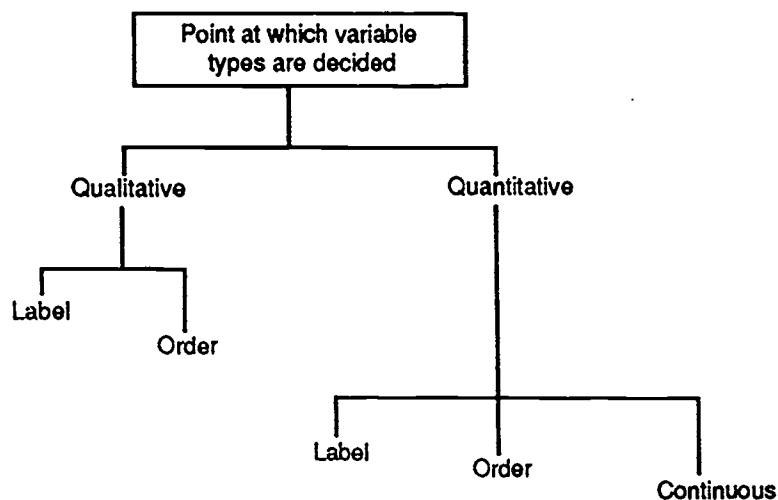 Point at which variable
types are decided
Qualitative
Quantitative
Label
Order
Label
Order
Continuous